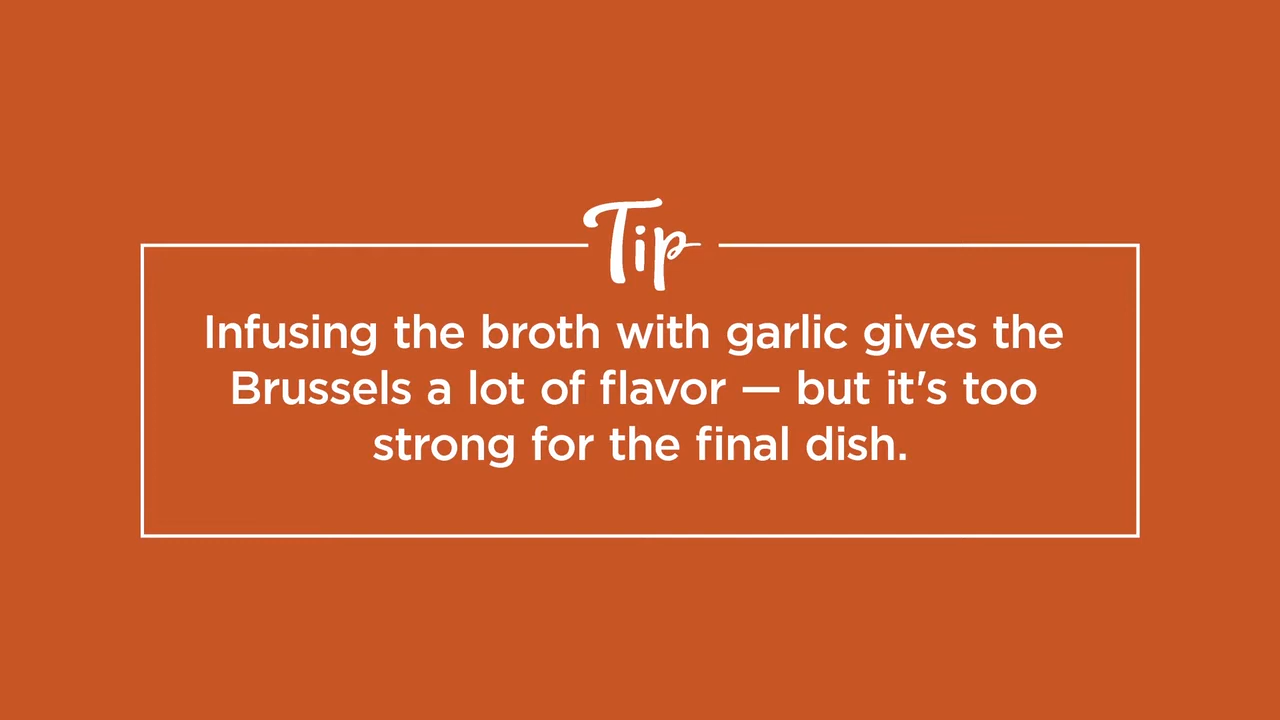 Tip
Infusing the broth with garlic gives the
Brussels a lot of flavor — but it's too
strong for the final dish.